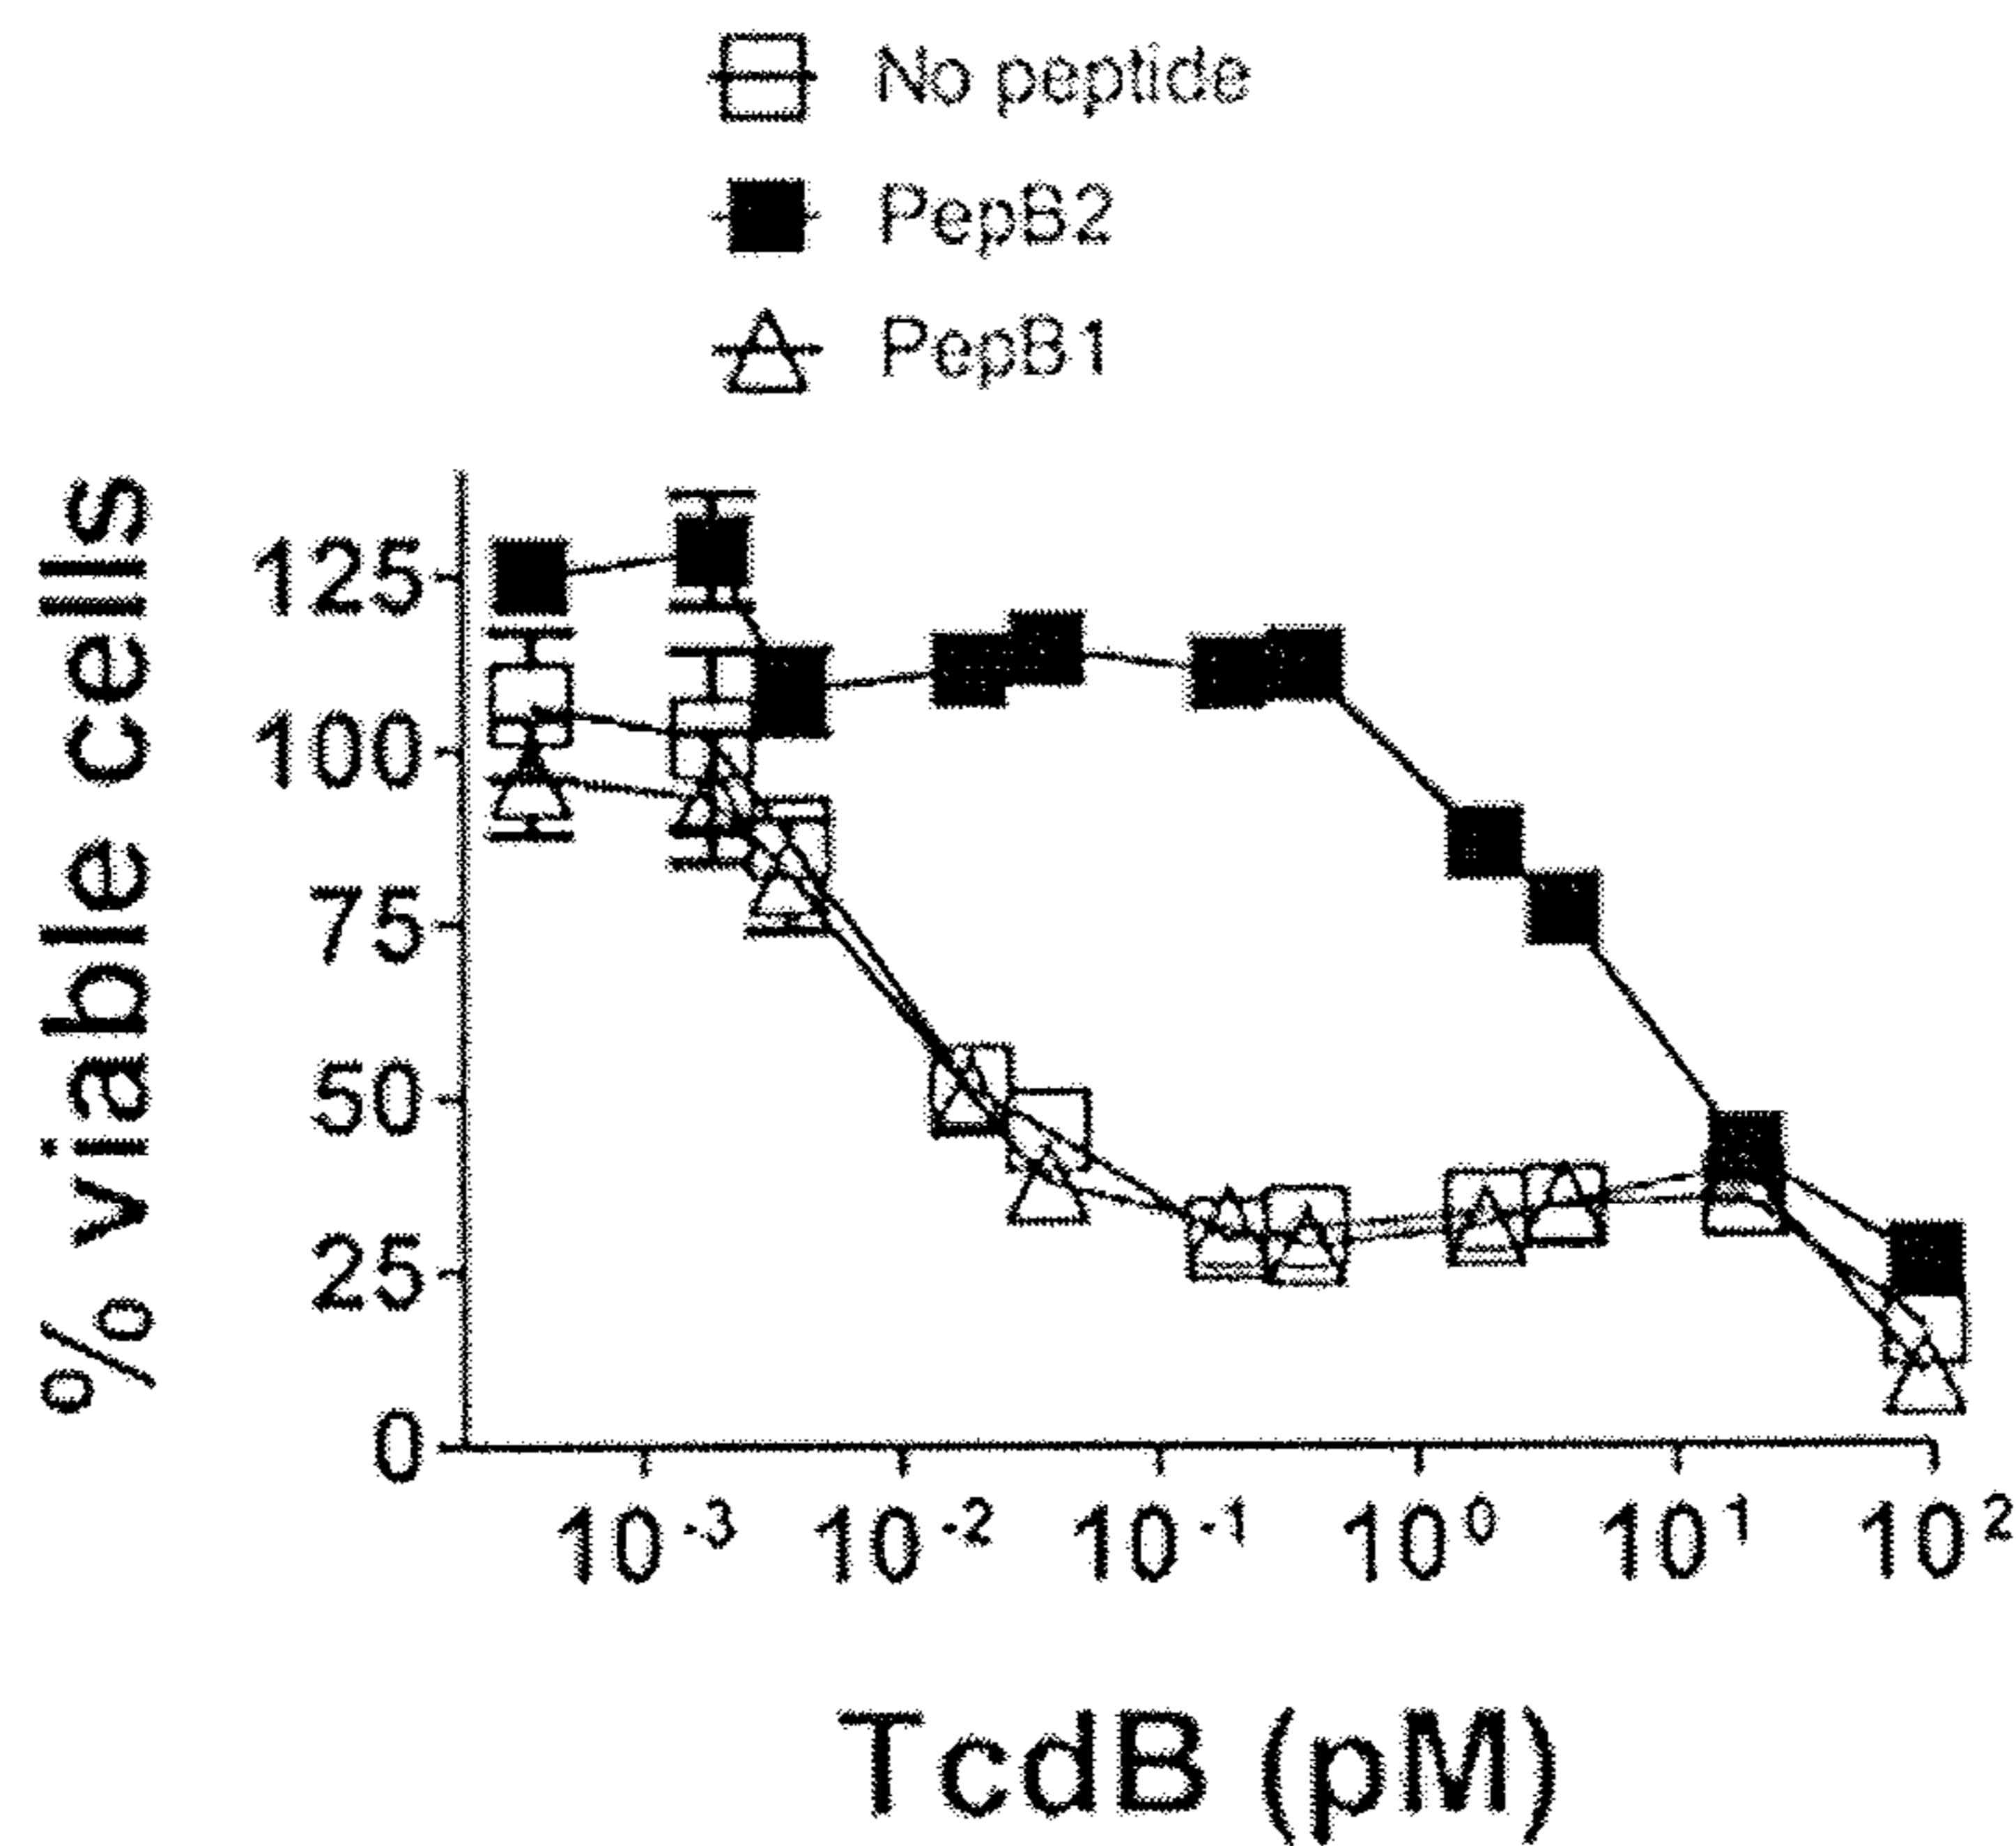 No peptide
PepB2
PepB1
% viable cells
125
100
75
50
25
0
10-3 10-2 10-1 100 101 102
TcdB (pM)